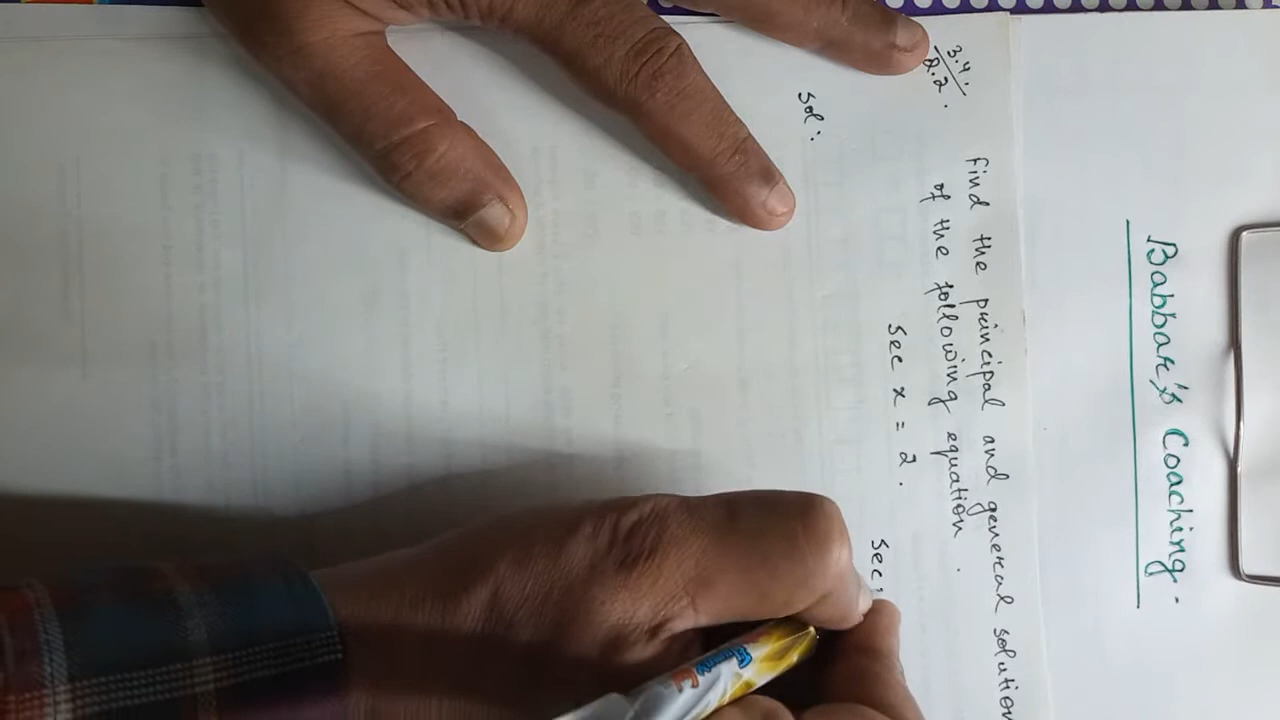 Babbar's Coaching.
3.4.
Q.2. Find the principal and general solution
of the following equation.
Sec x = 2.
Sec
Sol: